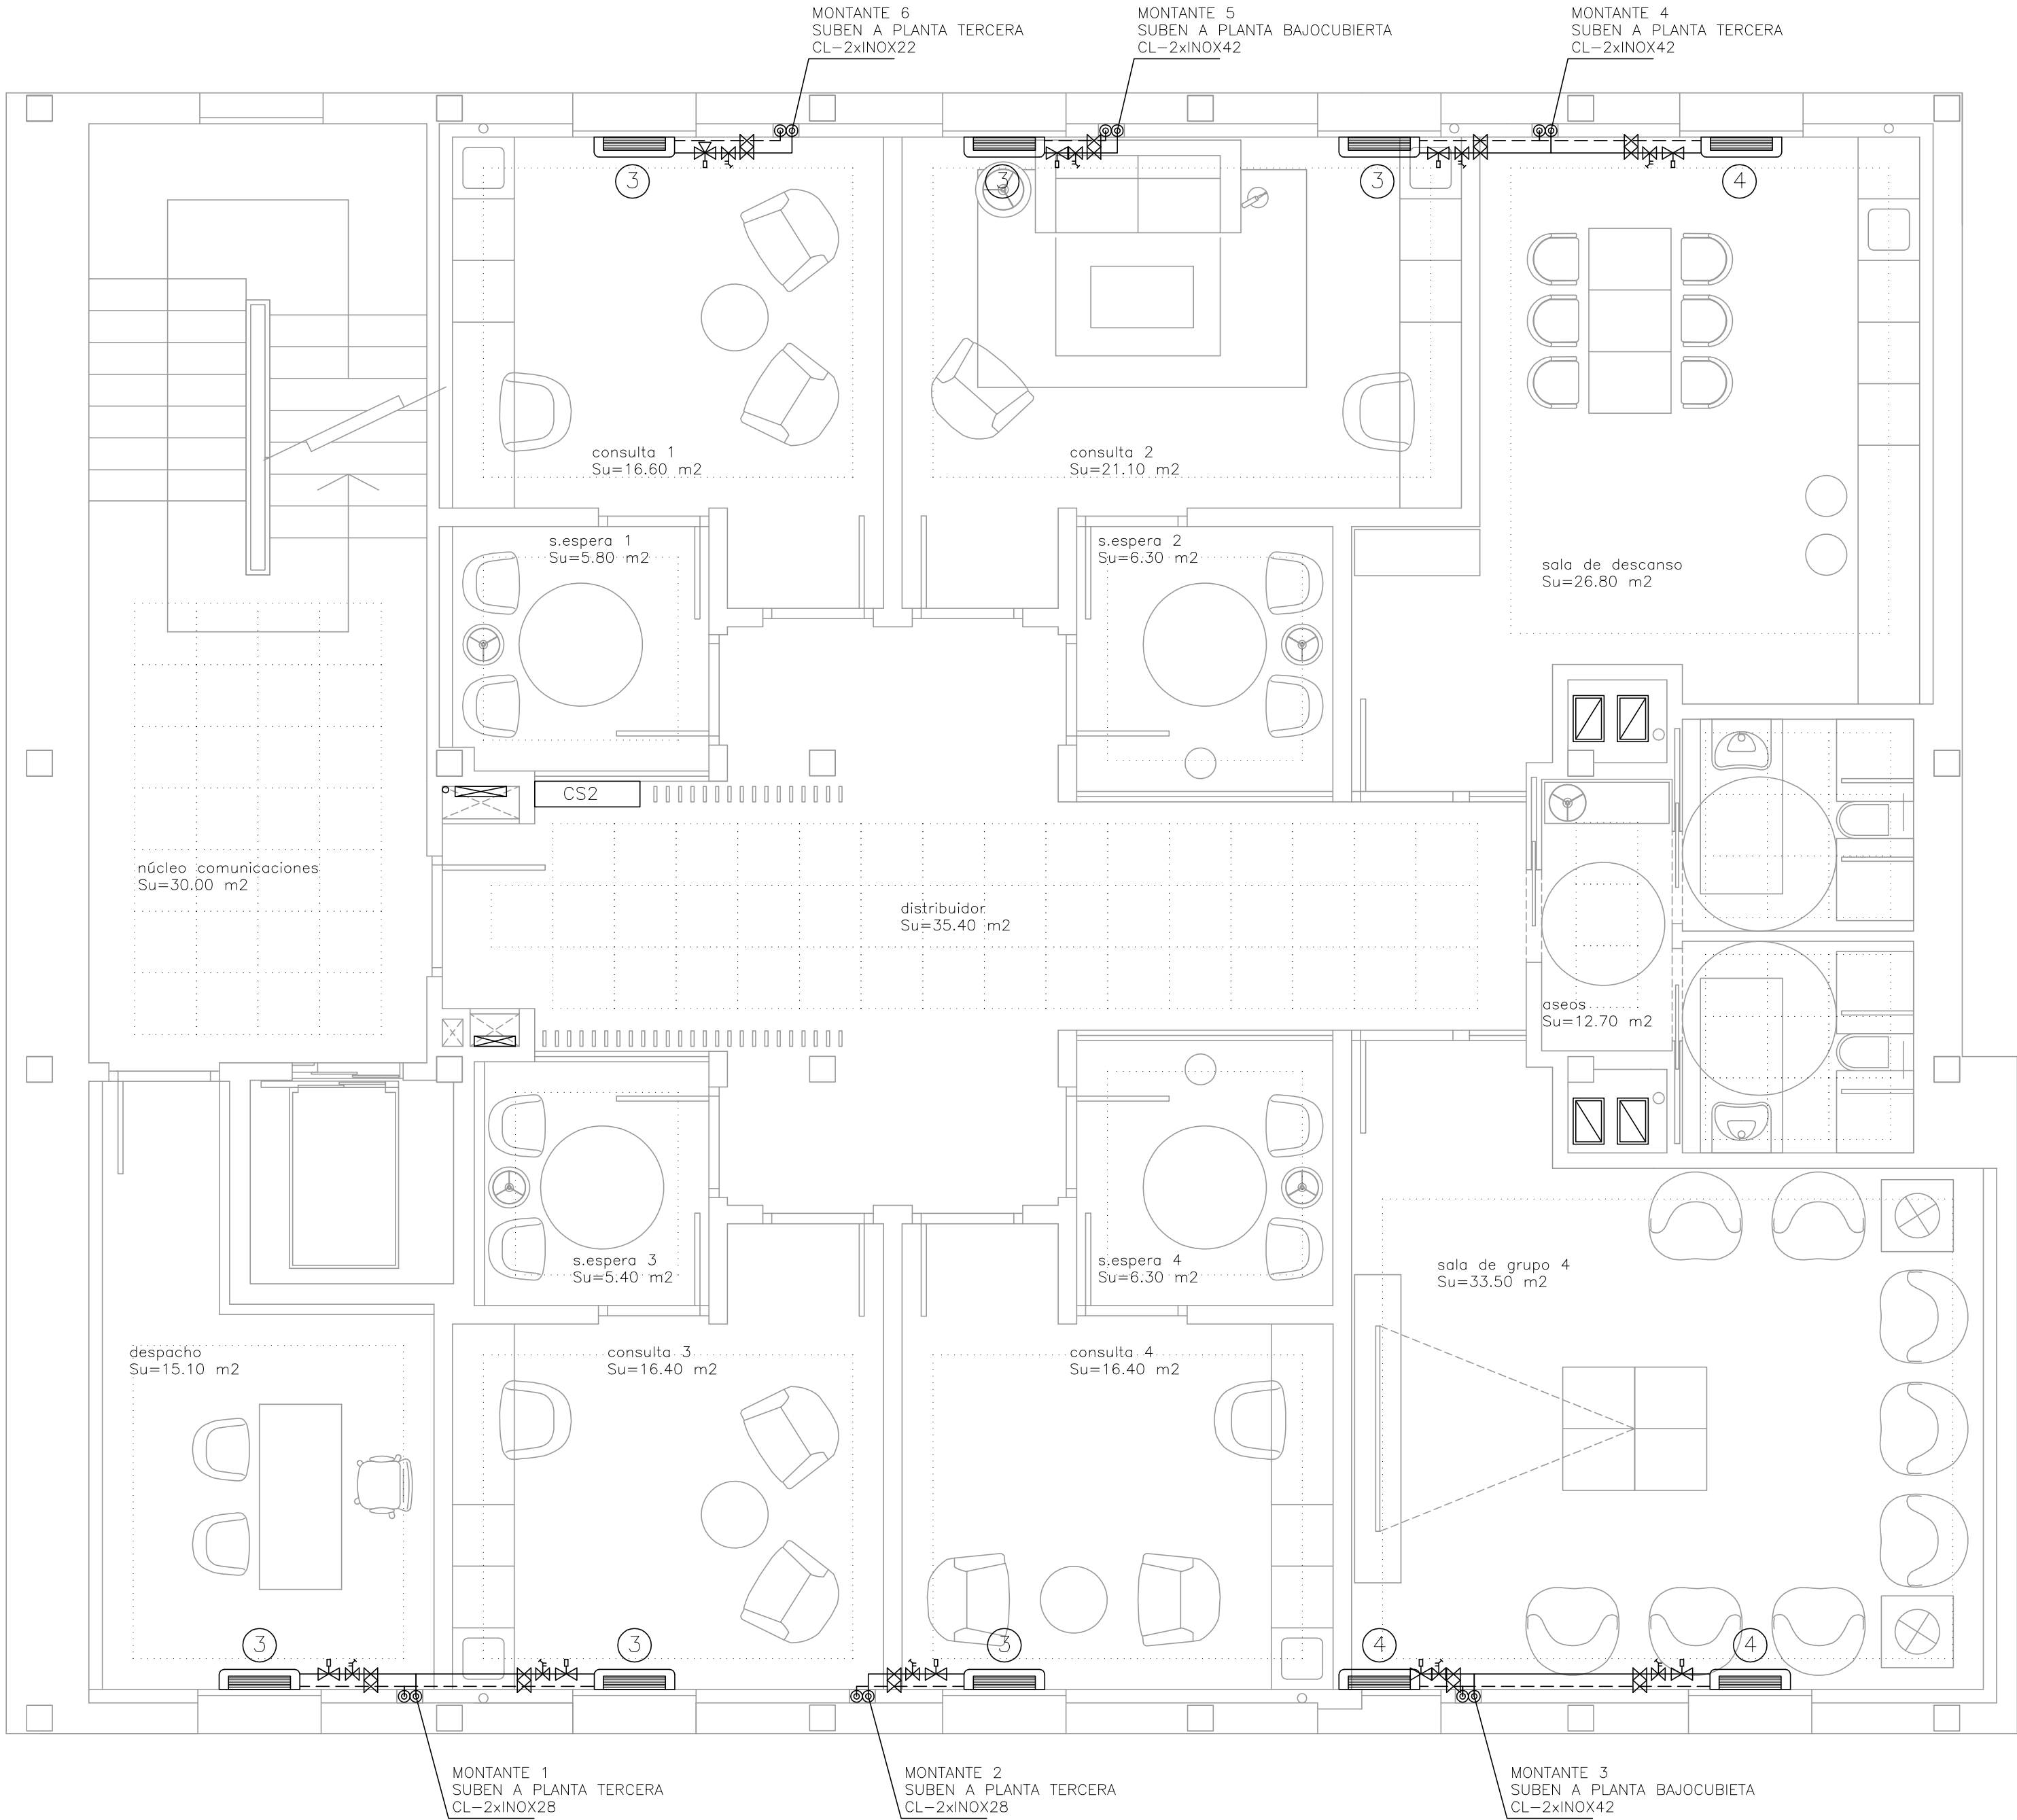 MONTANTE 6
SUBEN A PLANTA TERCERA
CL-2xINOX22
MONTANTE 5
SUBEN A PLANTA BAJOCUBIERTA
CL-2xINOX42
MONTANTE 4
SUBEN A PLANTA TERCERA
CL-2xINOX42
3
3
3
4
consulta 1
Su=16.60 m2
consulta 2
Su=21.10 m2
s.espera 1
Su=5.80 m2
s.espera 2
Su=6.30 m2
sala de descanso
Su=26.80 m2
CS2
núcleo comunicaciones
Su=30.00 m2
distribuidor
Su=35.40 m2
aseos
Su=12.70 m2
s.espera 3
Su=5.40 m2
s.espera 4
Su=6.30 m2
sala de grupo 4
Su=33.50 m2
despacho
Su=15.10 m2
consulta 3
Su=16.40 m2
consulta 4
Su=16.40 m2
3
3
3
4
4
MONTANTE 1
SUBEN A PLANTA TERCERA
CL-2xINOX28
MONTANTE 2
SUBEN A PLANTA TERCERA
CL-2xINOX28
MONTANTE 3
SUBEN A PLANTA BAJOCUBIETA
CL-2xINOX42